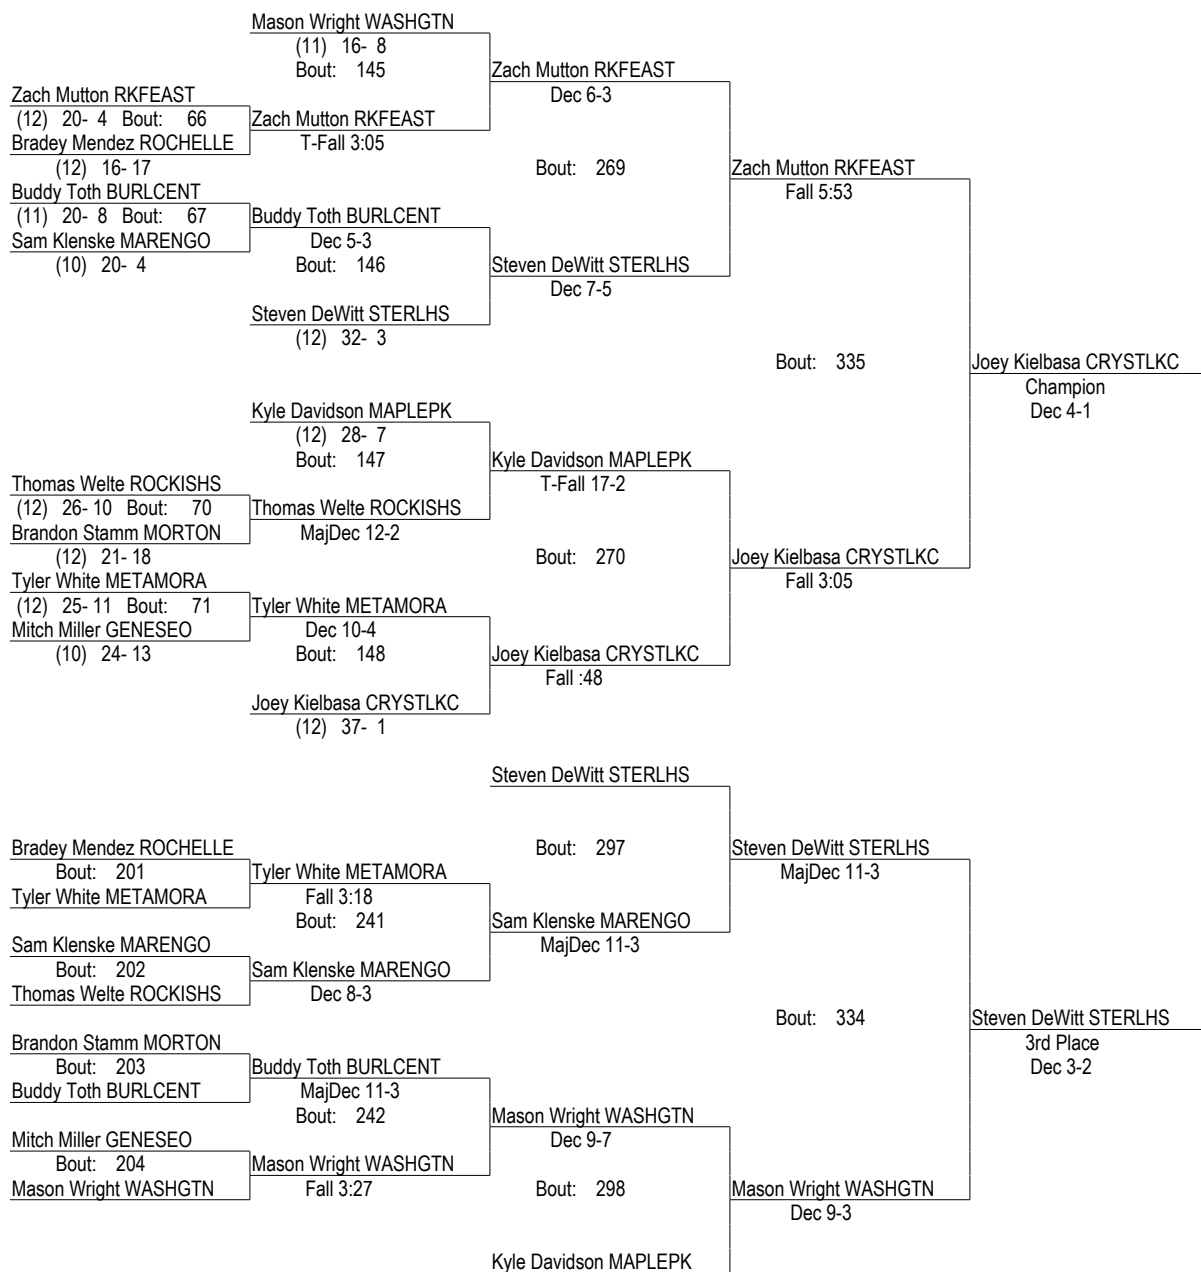 Mason Wright WASHGTN
(11) 16- 8
Bout: 145
Zach Mutton RKFEAST
Dec 6-3
Zach Mutton RKFEAST
(12) 20- 4 Bout: 66
Zach Mutton RKFEAST
Bradey Mendez ROCHELLE
T-Fall 3:05
(12) 16- 17
Bout: 269
Zach Mutton RKFEAST
Buddy Toth BURLCENT
Fall 5:53
(11) 20- 8 Bout: 67
Buddy Toth BURLCENT
Sam Klenske MARENGO
Dec 5-3
(10) 20- 4
Bout: 146
Steven DeWitt STERLHS
Dec 7-5
Steven DeWitt STERLHS
(12) 32- 3
Bout: 335
Joey Kielbasa CRYSTLKC
Champion
Dec 4-1
Kyle Davidson MAPLEPK
(12) 28- 7
Bout: 147
Kyle Davidson MAPLEPK
T-Fall 17-2
Thomas Welte ROCKISHS
(12) 26- 10 Bout: 70
Thomas Welte ROCKISHS
Brandon Stamm MORTON
MajDec 12-2
(12) 21- 18
Bout: 270
Joey Kielbasa CRYSTLKC
Tyler White METAMORA
Fall 3:05
(12) 25- 11 Bout: 71
Tyler White METAMORA
Mitch Miller GENESEO
Dec 10-4
(10) 24- 13
Bout: 148
Joey Kielbasa CRYSTLKC
Fall :48
Joey Kielbasa CRYSTLKC
(12) 37- 1
Steven DeWitt STERLHS
Bradey Mendez ROCHELLE
Bout: 297
Steven DeWitt STERLHS
Bout: 201
Tyler White METAMORA
MajDec 11-3
Tyler White METAMORA
Fall 3:18
Bout: 241
Sam Klenske MARENGO
Sam Klenske MARENGO
MajDec 11-3
Bout: 202
Sam Klenske MARENGO
Thomas Welte ROCKISHS
Dec 8-3
Bout: 334
Steven DeWitt STERLHS
3rd Place
Dec 3-2
Brandon Stamm MORTON
Bout: 203
Buddy Toth BURLCENT
Buddy Toth BURLCENT
MajDec 11-3
Bout: 242
Mason Wright WASHGTN
Dec 9-7
Mitch Miller GENESEO
Bout: 204
Mason Wright WASHGTN
Mason Wright WASHGTN
Fall 3:27
Bout: 298
Mason Wright WASHGTN
Dec 9-3
Kyle Davidson MAPLEPK